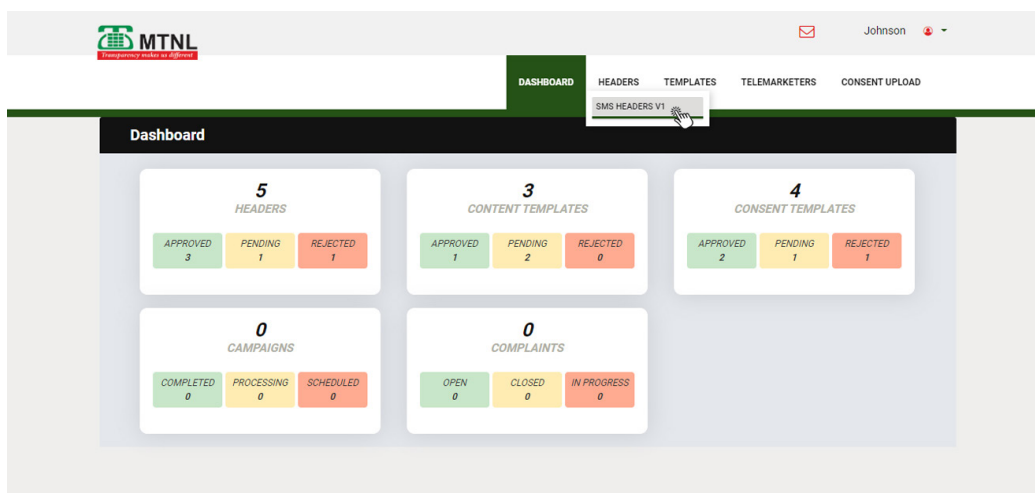 MTNL
Transparency makes us different
Johnson
DASHBOARD HEADERS TEMPLATES TELEMARKETERS CONSENT UPLOAD
SMS HEADERS V1
Dashboard
5
HEADERS
APPROVED PENDING REJECTED
3 1 1
3
CONTENT TEMPLATES
APPROVED PENDING REJECTED
1 2 0
4
CONSENT TEMPLATES
APPROVED PENDING REJECTED
2 1 1
0
CAMPAIGNS
COMPLETED PROCESSING SCHEDULED
0 0 0
0
COMPLAINTS
OPEN CLOSED IN PROGRESS
0 0 0